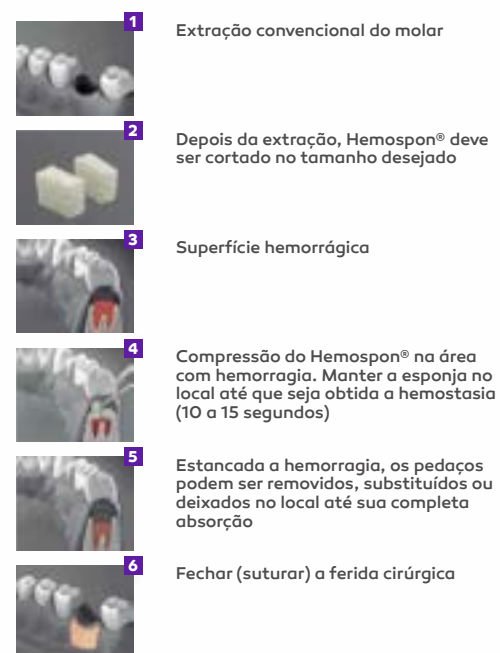 1
Extração convencional do molar
2
Depois da extração, Hemospon® deve
ser cortado no tamanho desejado
3
Superfície hemorrágica
4
Compressão do Hemospon® na área
com hemorragia. Manter a esponja no
local até que seja obtida a hemostasia
(10 a 15 segundos)
5
Estancada a hemorragia, os pedaços
podem ser removidos, substituídos ou
deixados no local até sua completa
absorção
6
Fechar (suturar) a ferida cirúrgica